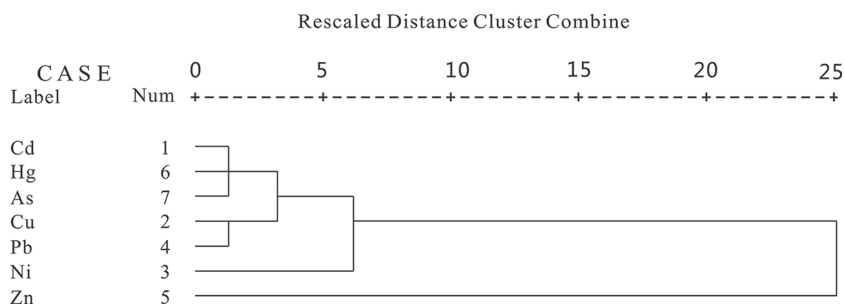 Rescaled Distance Cluster Combine
CASE 0 5 10 15 20 25
Label Num +---------+---------+---------+---------+---------+
Cd 1
Hg 6
As 7
Cu 2
Pb 4
Ni 3
Zn 5